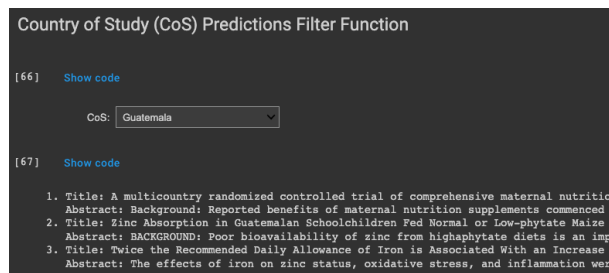 Country of Study (CoS) Predictions Filter Function
[66] Show code
CoS: Guatemala
[67] Show code
1. Title: A multicountry randomized controlled trial of comprehensive maternal nutritio
Abstract: Background: Reported benefits of maternal nutrition supplements commenced
2. Title: Zinc Absorption in Guatemalan Schoolchildren Fed Normal or Low-phytate Maize
Abstract: BACKGROUND: Poor bioavailability of zinc from highaphytate diets is an imp
3. Title: Twice the Recommended Daily Allowance of Iron is Associated With an Increase
Abstract: The effects of iron on zinc status, oxidative stress, and inflammation wer